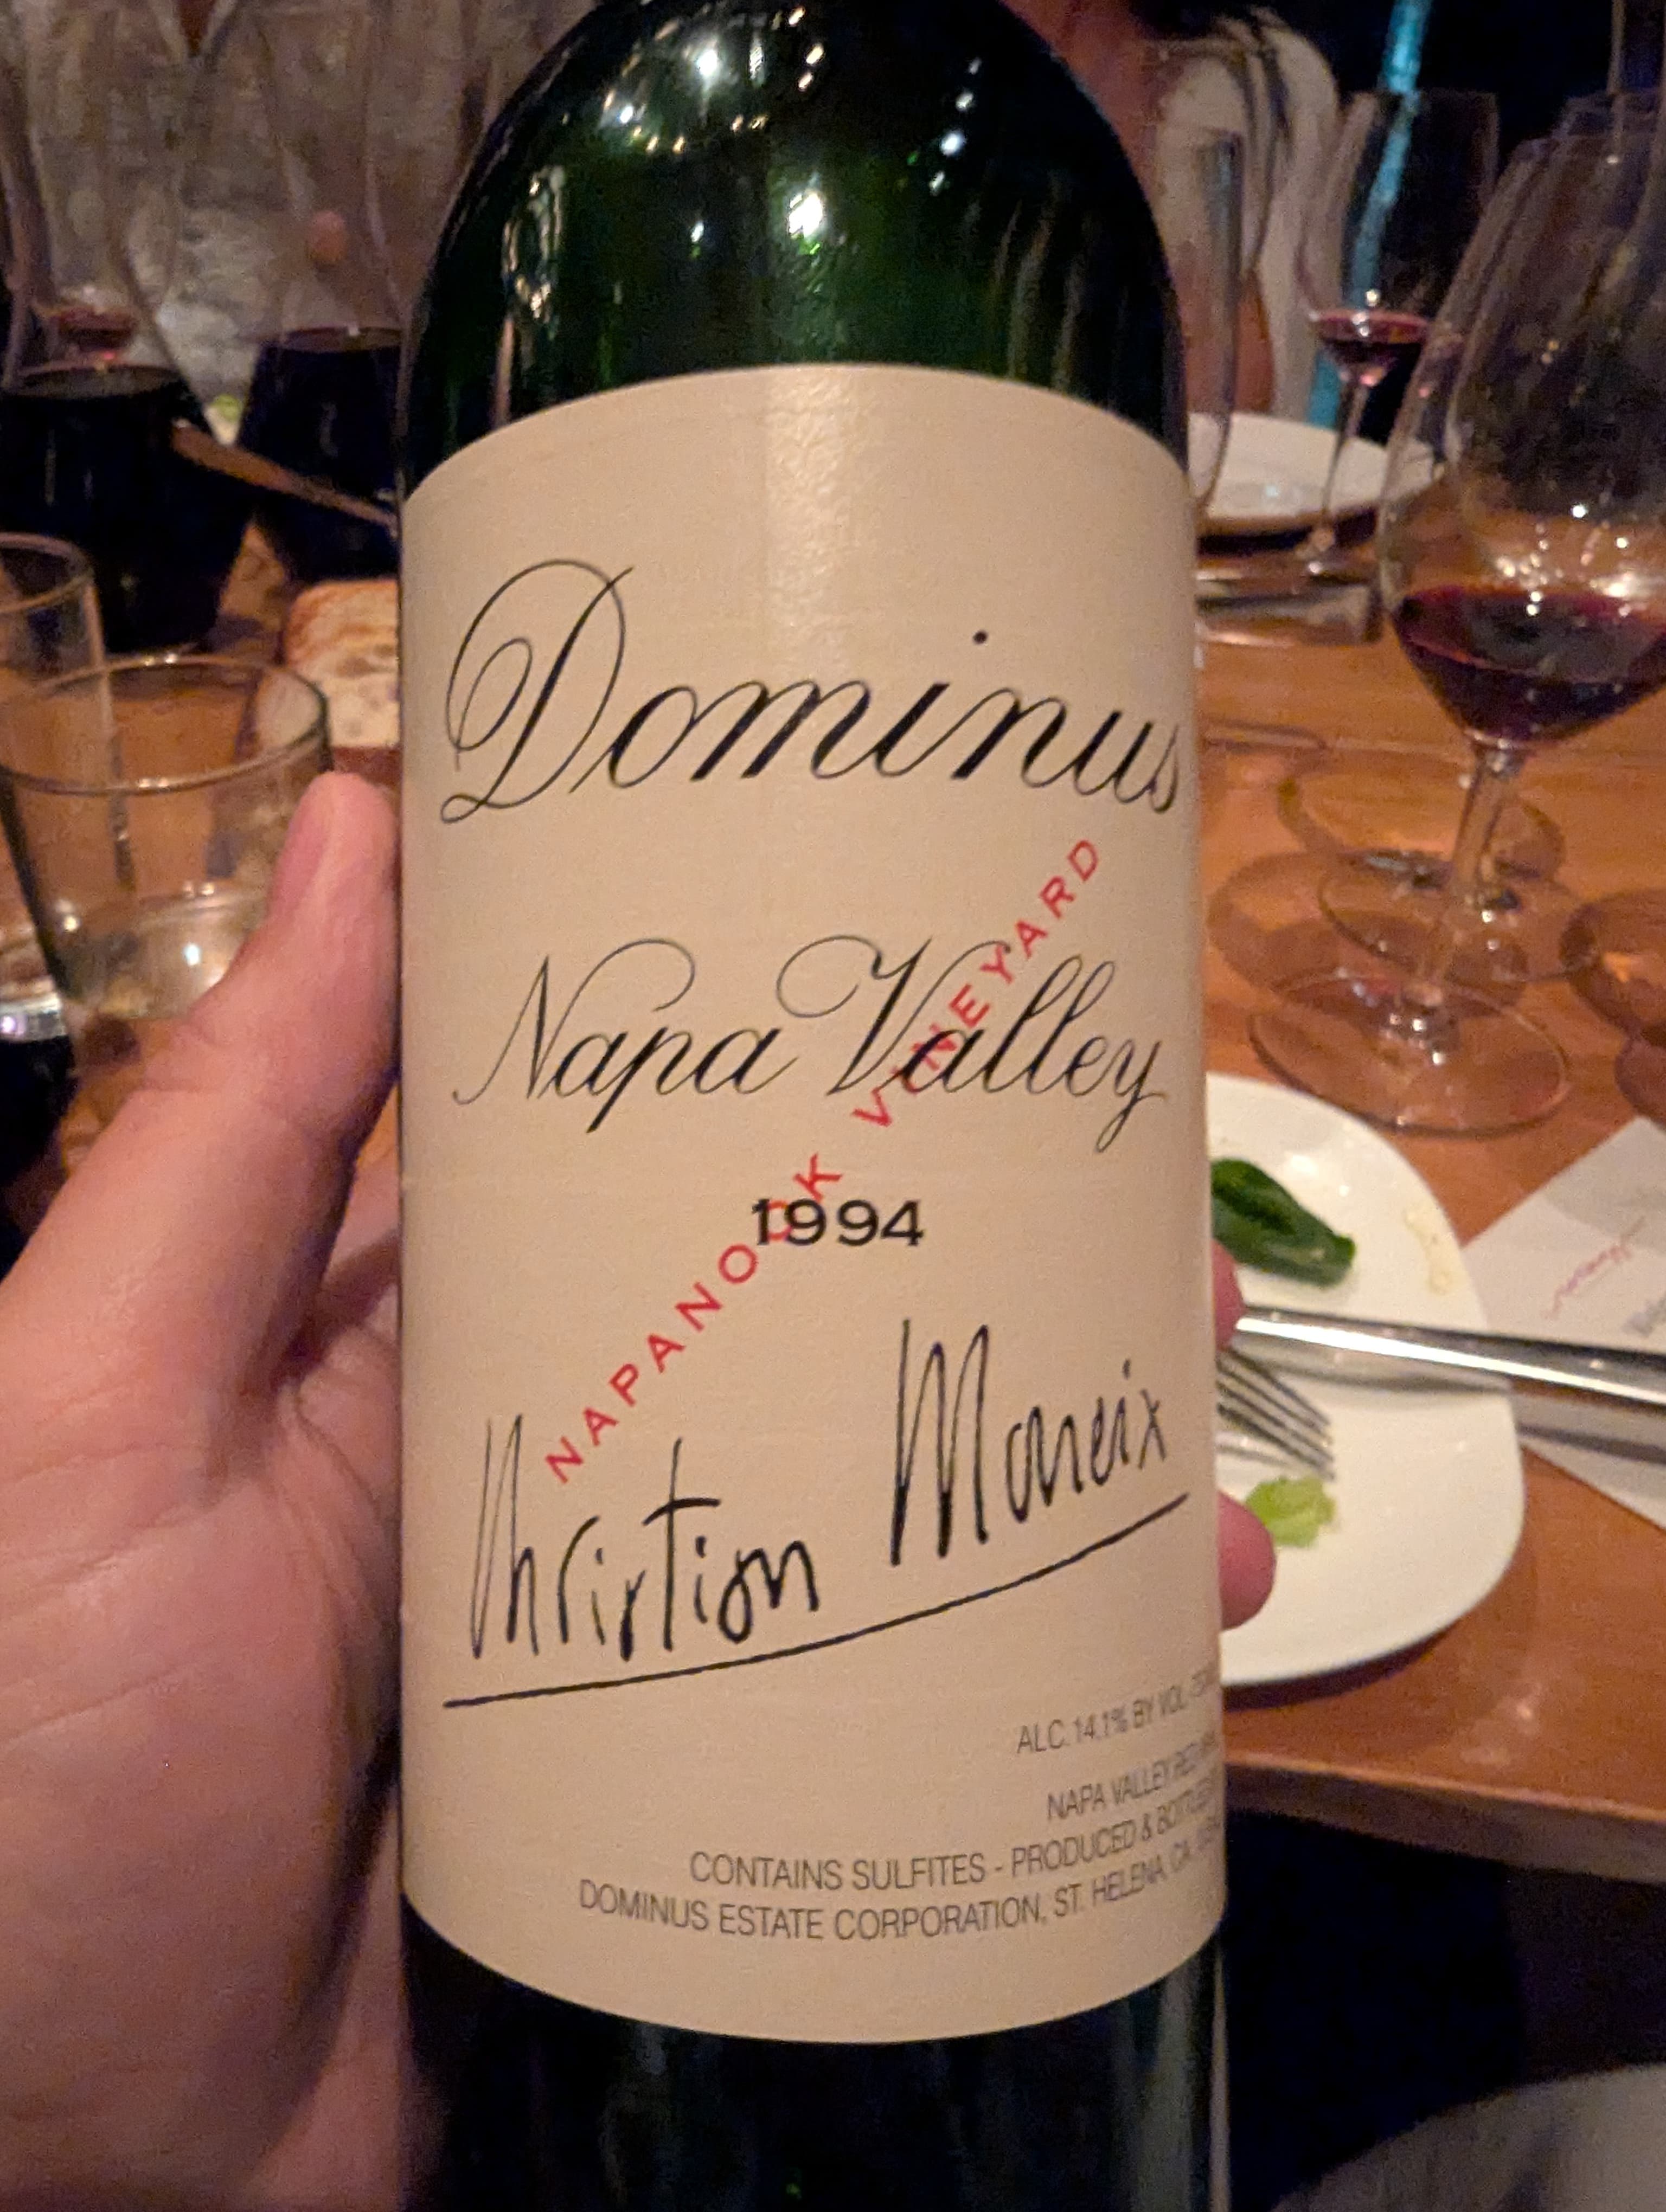 Dominus
NAPANOOK VINEYARD
Napa Valley
1994
Christian Moueix
ALC. 14.1% BY VOL
NAPA VALLEY RED
CONTAINS SULFITES - PRODUCED & BOTTLED
DOMINUS ESTATE CORPORATION, ST. HELENA, CA